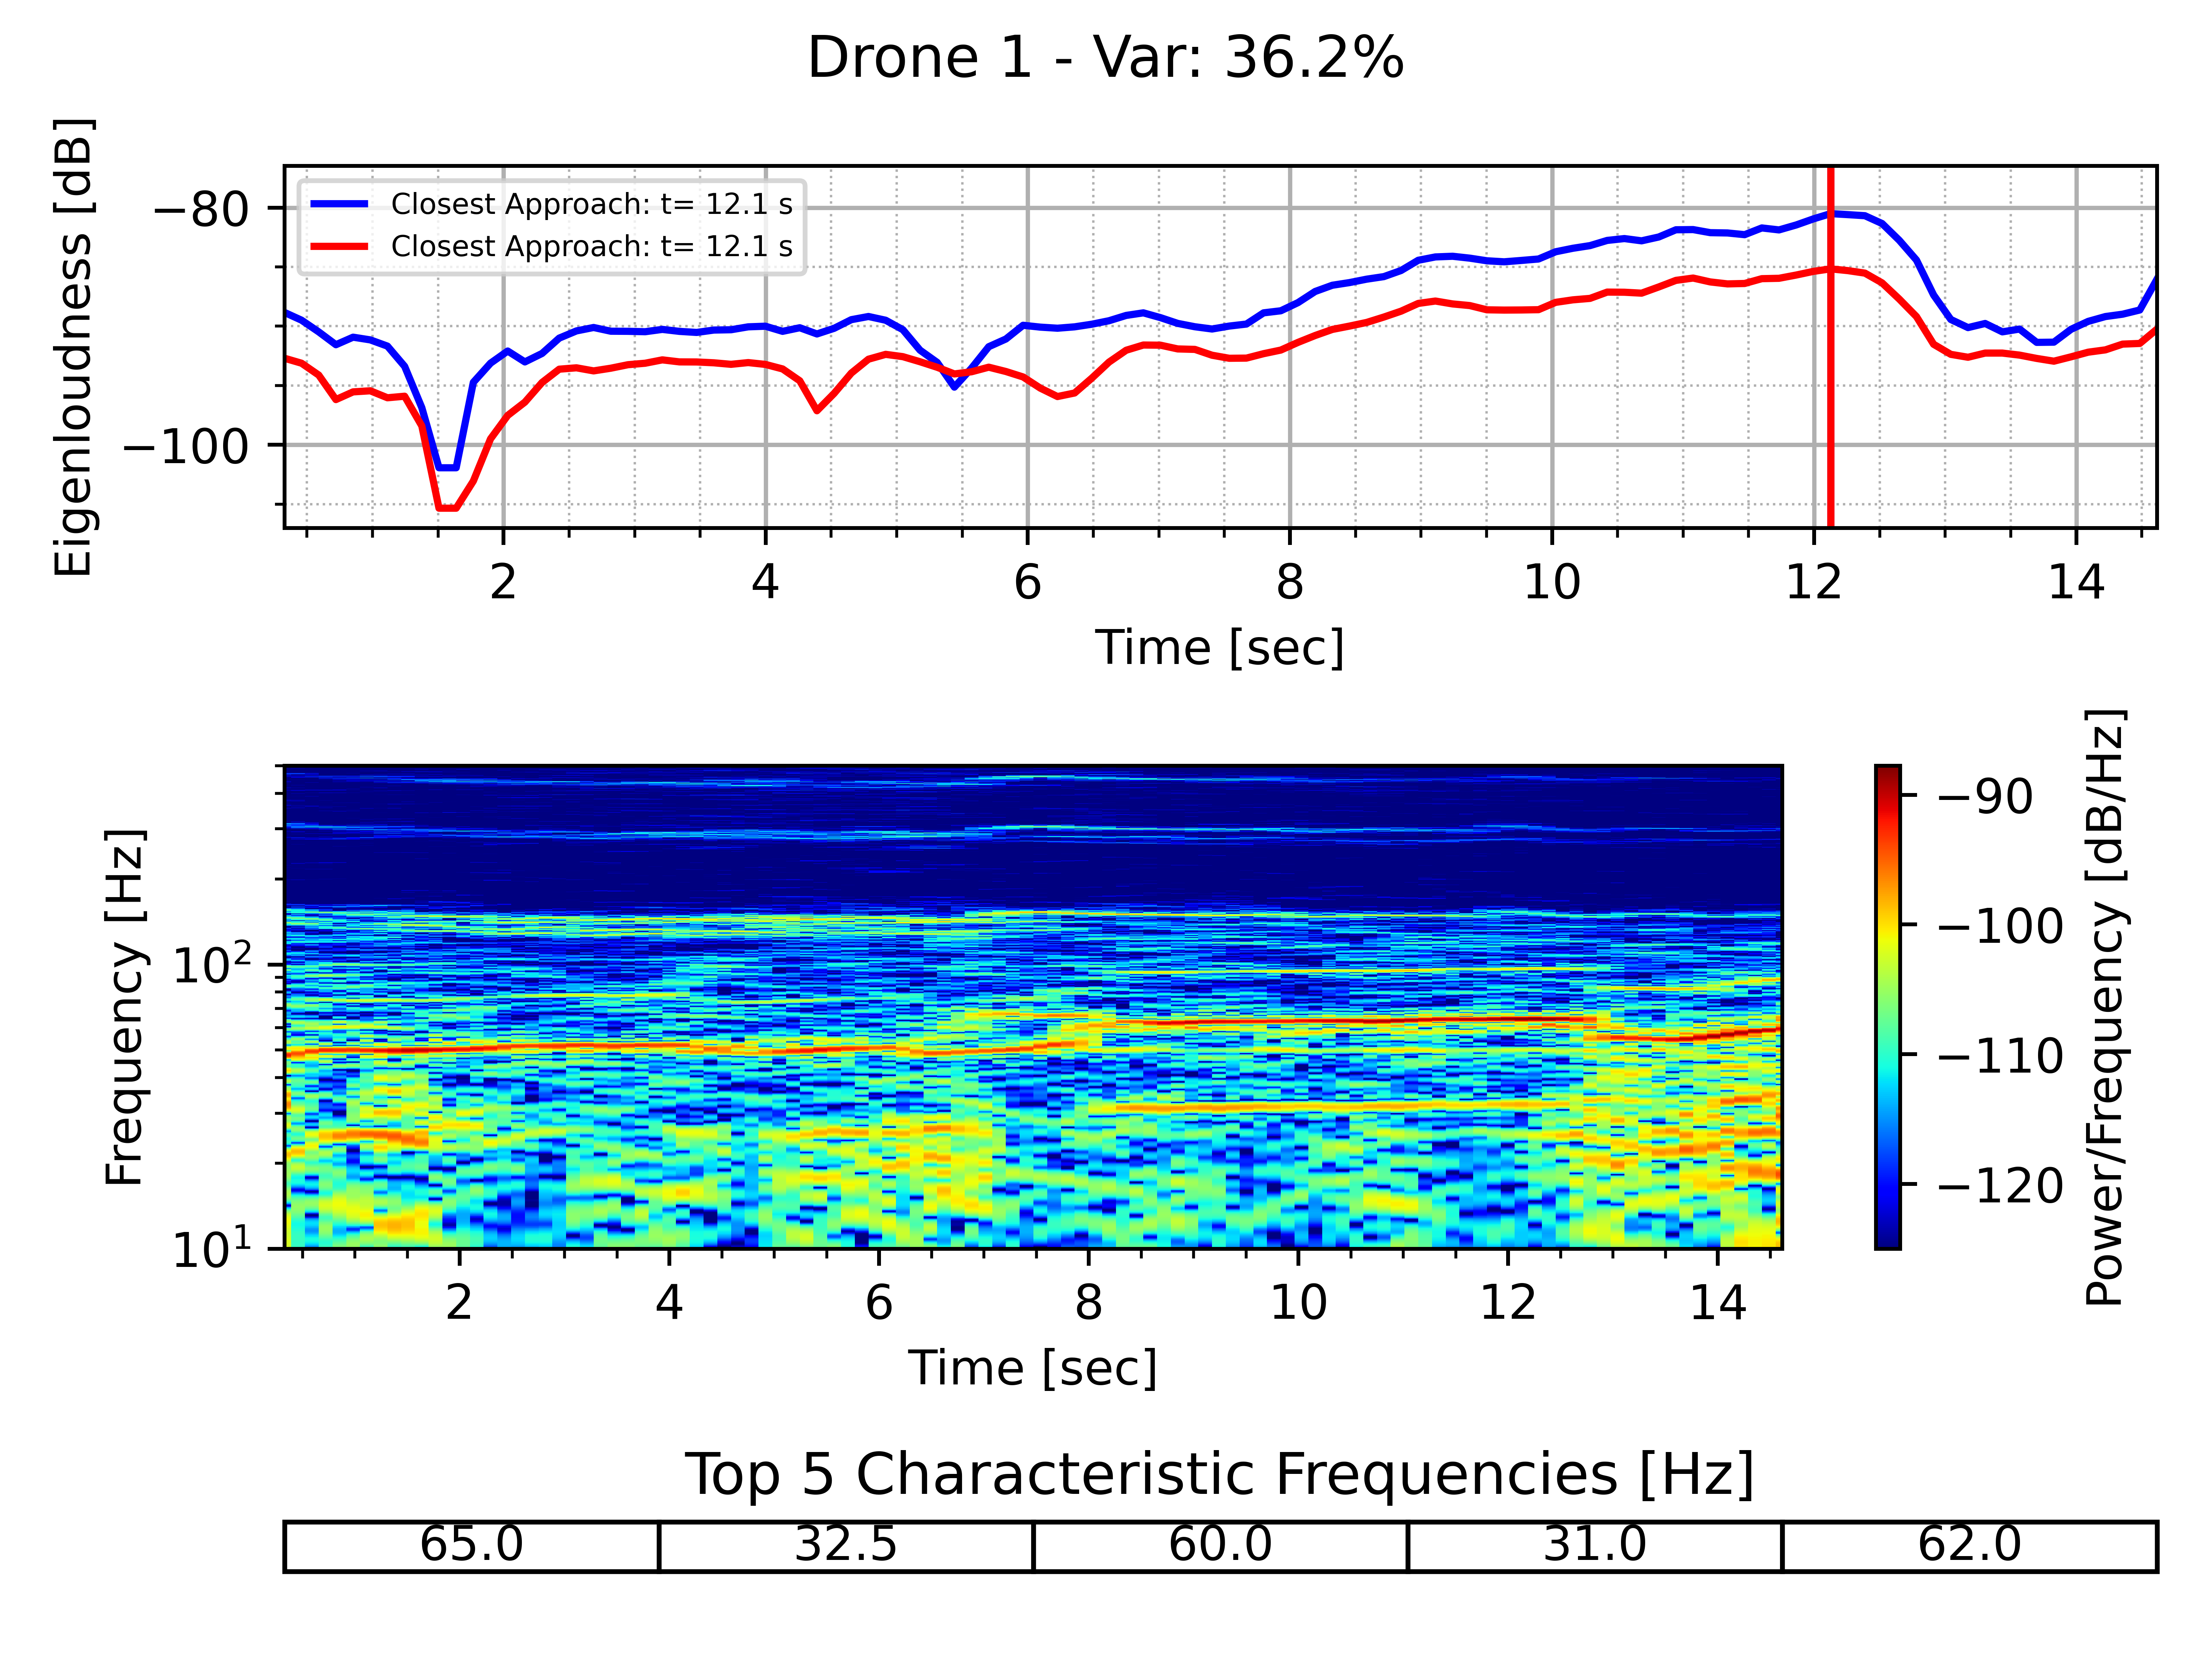 Drone 1 - Var: 36.2%
Eigenloudness [dB]
−80
−100
Closest Approach: t= 12.1 s
Closest Approach: t= 12.1 s
2 4 6 8 10 12 14
Time [sec]
Frequency [Hz]
10²
10¹
2 4 6 8 10 12 14
Time [sec]
−90
−100
−110
−120
Power/Frequency [dB/Hz]
Top 5 Characteristic Frequencies [Hz]
65.0 32.5 60.0 31.0 62.0